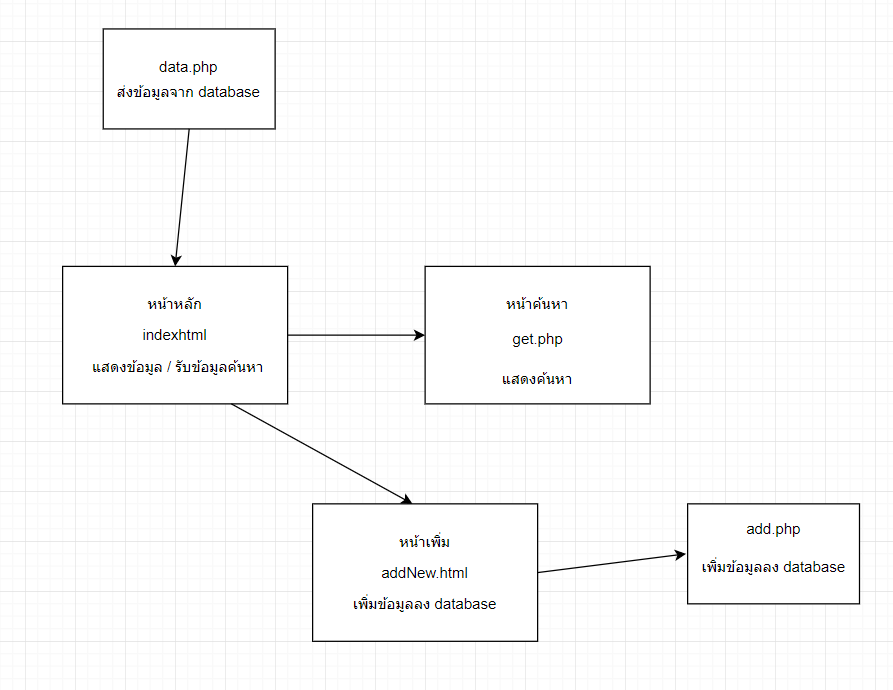 data.php
ส่งข้อมูลจาก database
หน้าหลัก
indexhtml
แสดงข้อมูล / รับข้อมูลค้นหา
หน้าค้นหา
get.php
แสดงค้นหา
หน้าเพิ่ม
addNew.html
เพิ่มข้อมูลลง database
add.php
เพิ่มข้อมูลลง database